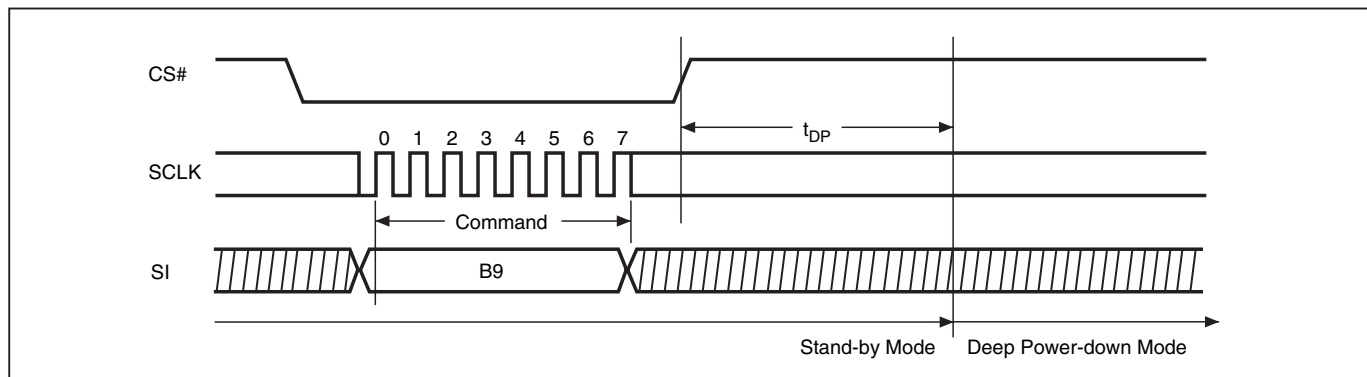 CS#
t_DP
0 1 2 3 4 5 6 7
SCLK
Command
SI
B9
Stand-by Mode Deep Power-down Mode